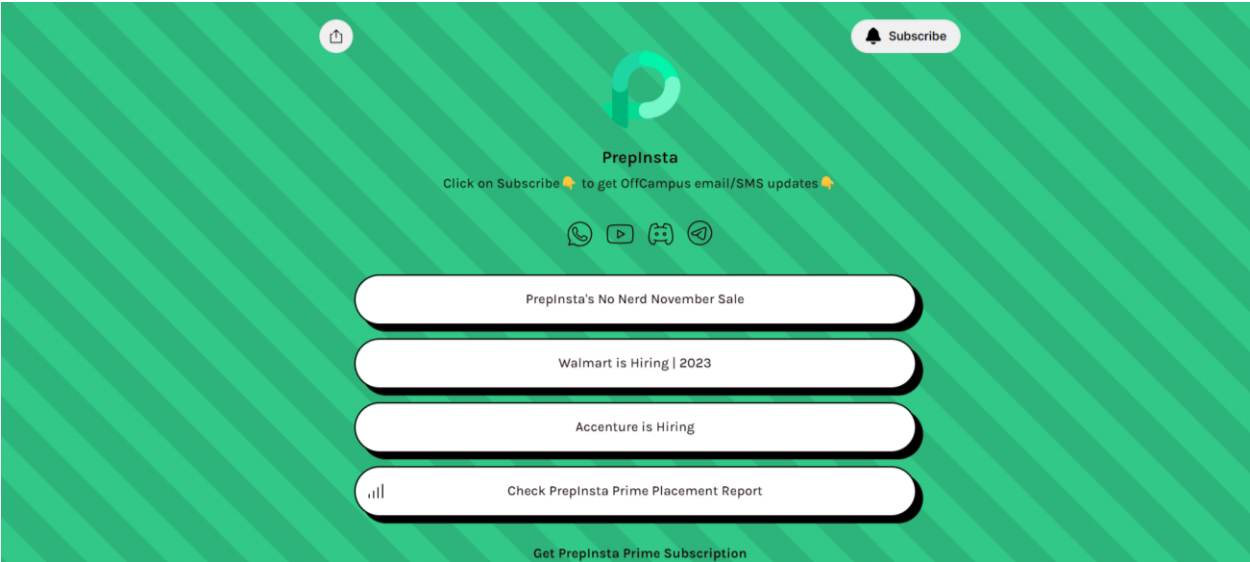 Subscribe
PrepInsta
Click on Subscribe👇 to get OffCampus email/SMS updates👇
PrepInsta's No Nerd November Sale
Walmart is Hiring | 2023
Accenture is Hiring
Check PrepInsta Prime Placement Report
Get PrepInsta Prime Subscription